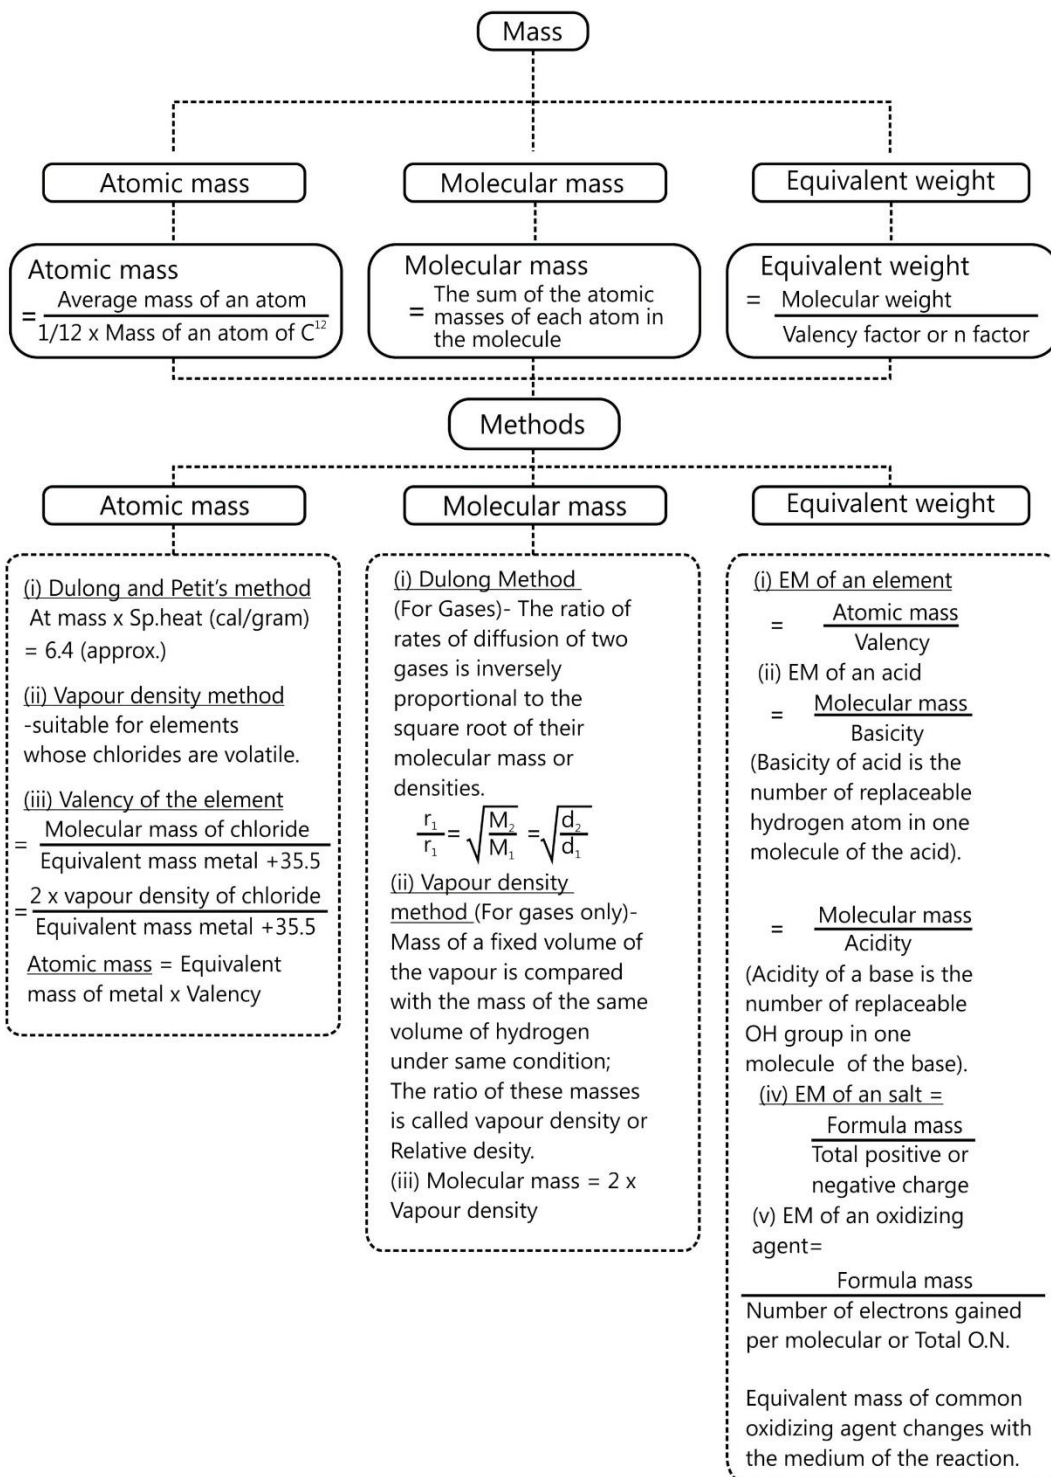 Mass
Atomic mass
Molecular mass
Equivalent weight
Atomic mass
= Average mass of an atom
1/12 x Mass of an atom of C¹²
Molecular mass
= The sum of the atomic
masses of each atom in
the molecule
Equivalent weight
= Molecular weight
Valency factor or n factor
Methods
Atomic mass
Molecular mass
Equivalent weight
(i) Dulong and Petit's method
At mass x Sp.heat (cal/gram)
= 6.4 (approx.)
(ii) Vapour density method
-suitable for elements
whose chlorides are volatile.
(iii) Valency of the element
= Molecular mass of chloride
Equivalent mass metal +35.5
= 2 x vapour density of chloride
Equivalent mass metal +35.5
Atomic mass = Equivalent
mass of metal x Valency
(i) Dulong Method
(For Gases)- The ratio of
rates of diffusion of two
gases is inversely
proportional to the
square root of their
molecular mass or
densities.
r₁/r₁ = √(M₂/M₁) = √(d₂/d₁)
(ii) Vapour density
method (For gases only)-
Mass of a fixed volume of
the vapour is compared
with the mass of the same
volume of hydrogen
under same condition;
The ratio of these masses
is called vapour density or
Relative desity.
(iii) Molecular mass = 2 x
Vapour density
(i) EM of an element
= Atomic mass
Valency
(ii) EM of an acid
= Molecular mass
Basicity
(Basicity of acid is the
number of replaceable
hydrogen atom in one
molecule of the acid).
= Molecular mass
Acidity
(Acidity of a base is the
number of replaceable
OH group in one
molecule of the base).
(iv) EM of an salt =
Formula mass
Total positive or
negative charge
(v) EM of an oxidizing
agent=
Formula mass
Number of electrons gained
per molecular or Total O.N.
Equivalent mass of common
oxidizing agent changes with
the medium of the reaction.